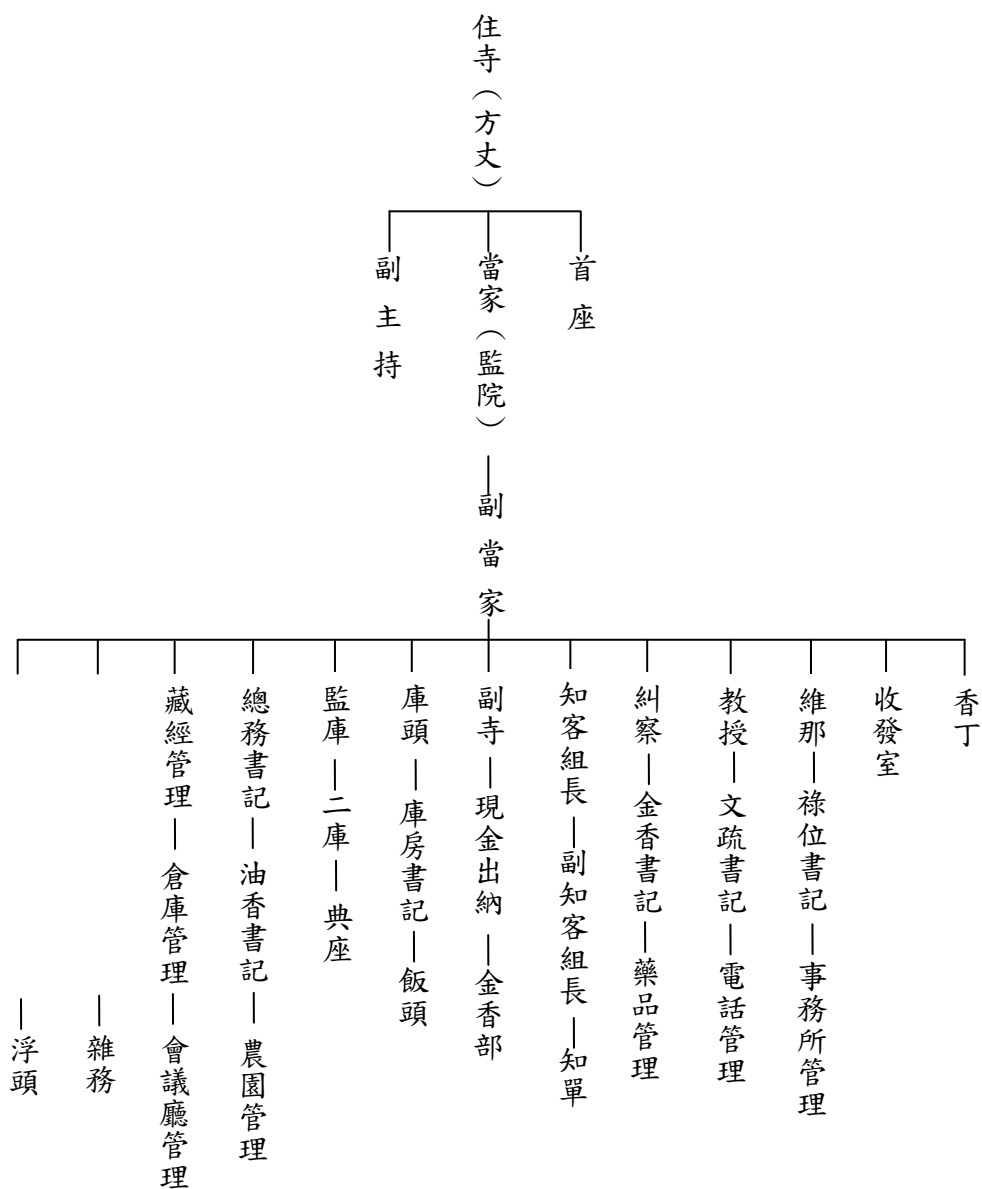 住寺（方丈）
首座
當家（監院）
副主持
副當家
香丁
收發室
維那—祿位書記—事務所管理
教授—文疏書記—電話管理
糾察—金香書記—藥品管理
知客組長—副知客組長—知單
副寺—現金出納—金香部
庫頭—庫房書記—飯頭
監庫—二庫—典座
總務書記—油香書記—農園管理
藏經管理—倉庫管理—會議廳管理
雜務
浮頭